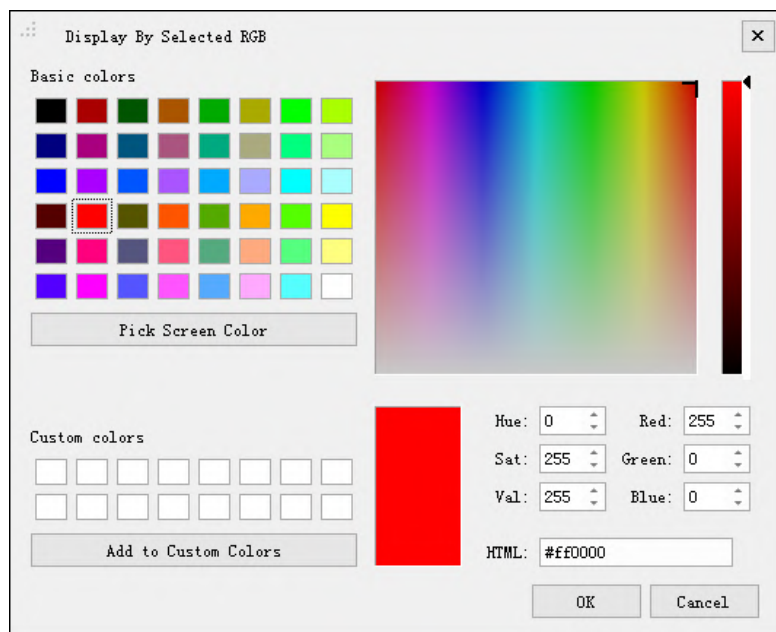 Display By Selected RGB
Basic colors
Pick Screen Color
Custom colors
Add to Custom Colors
Hue: 0 Red: 255
Sat: 255 Green: 0
Val: 255 Blue: 0
HTML: #ff0000
OK Cancel